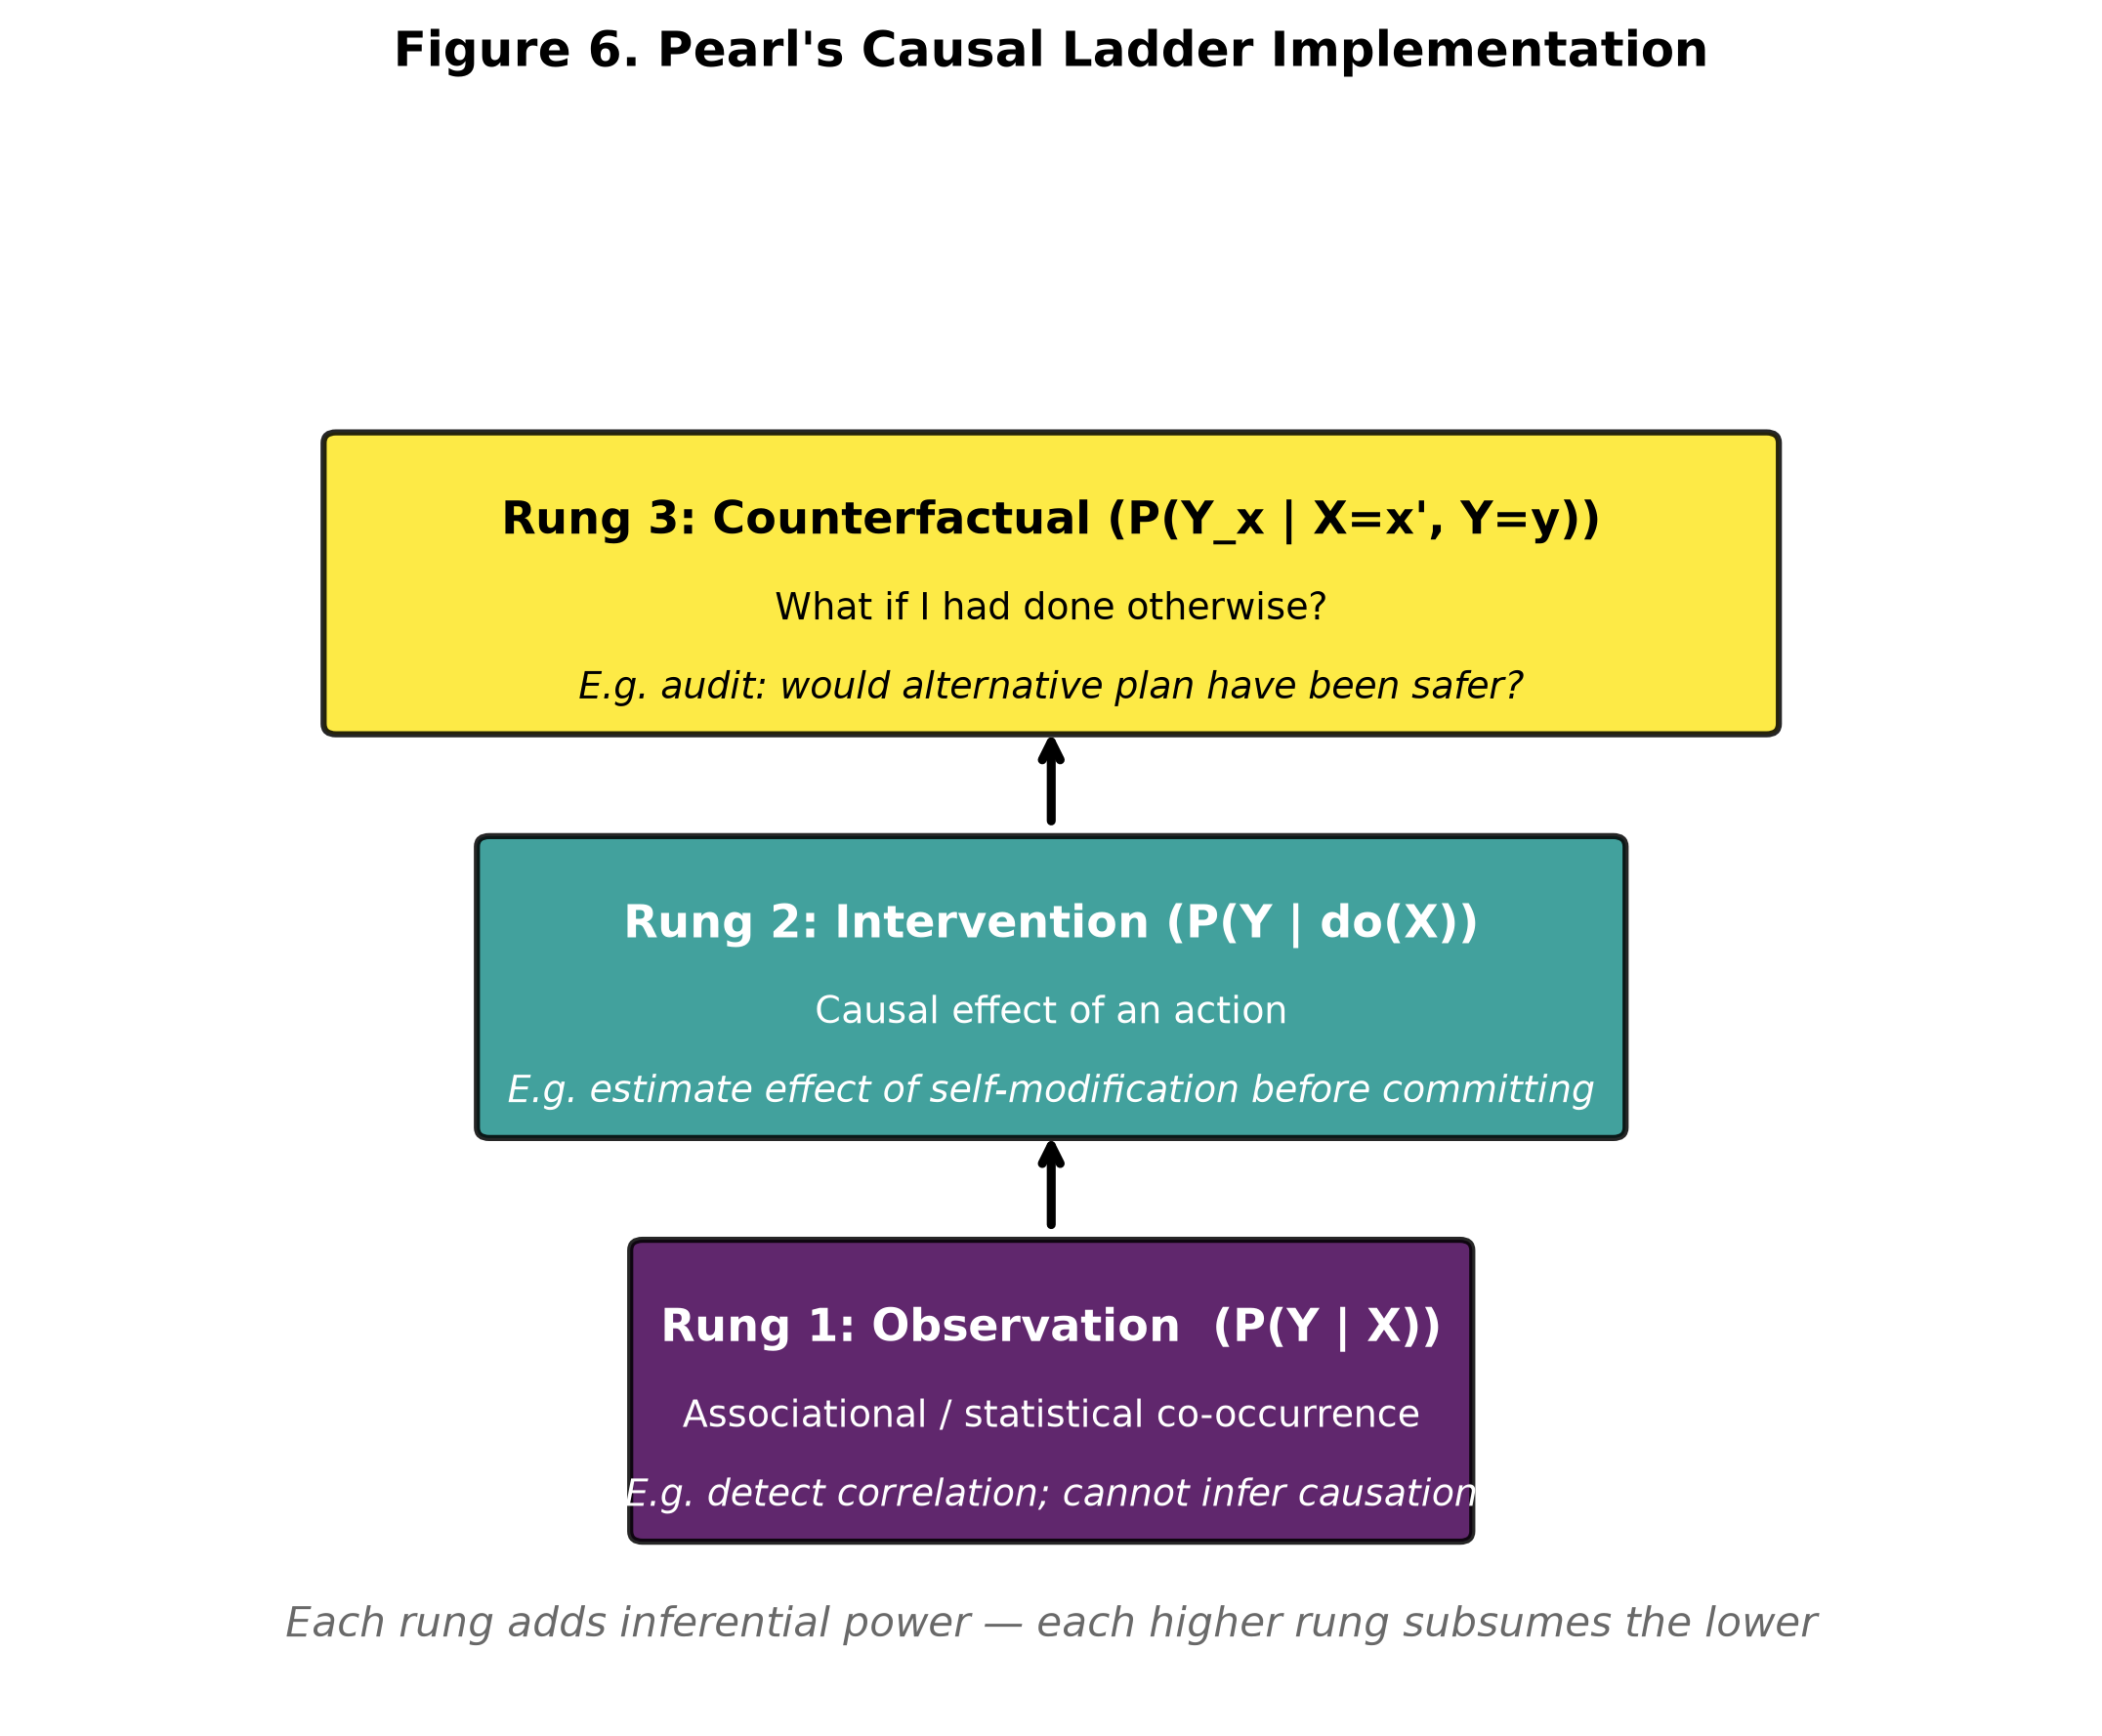 Figure 6. Pearl's Causal Ladder Implementation
Rung 3: Counterfactual (P(Y_x | X=x', Y=y))
What if I had done otherwise?
E.g. audit: would alternative plan have been safer?
Rung 2: Intervention (P(Y | do(X))
Causal effect of an action
E.g. estimate effect of self-modification before committing
Rung 1: Observation  (P(Y | X))
Associational / statistical co-occurrence
E.g. detect correlation; cannot infer causation
Each rung adds inferential power — each higher rung subsumes the lower